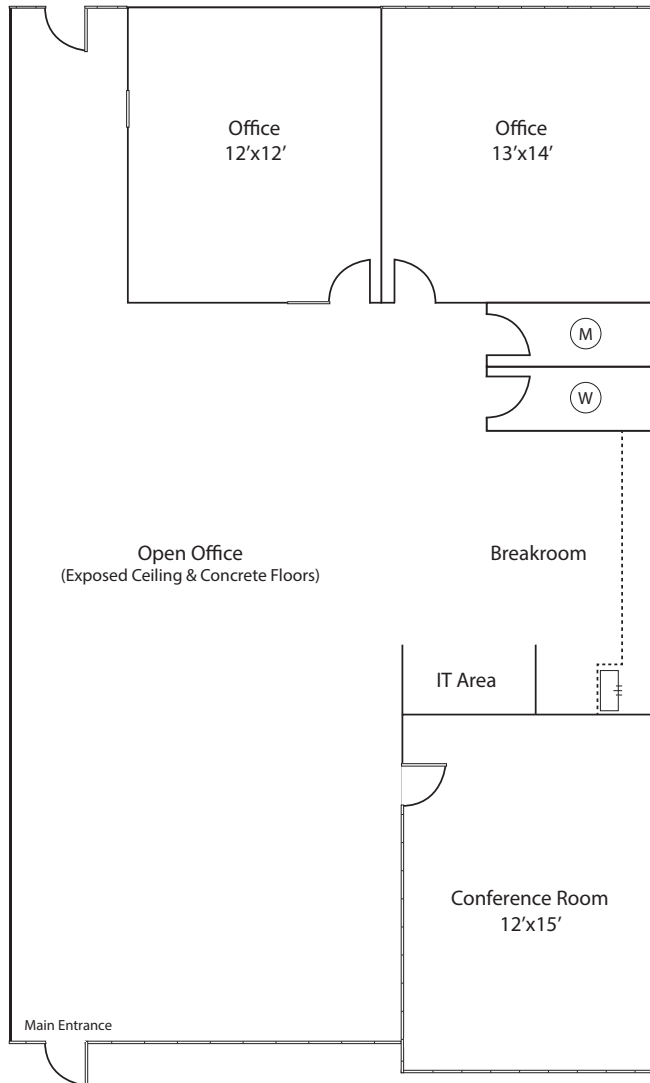 Office
12’x12’
Office
13’x14’
M
W
Open Office
(Exposed Ceiling & Concrete Floors)
Breakroom
IT Area
Conference Room
12’x15’
Main Entrance